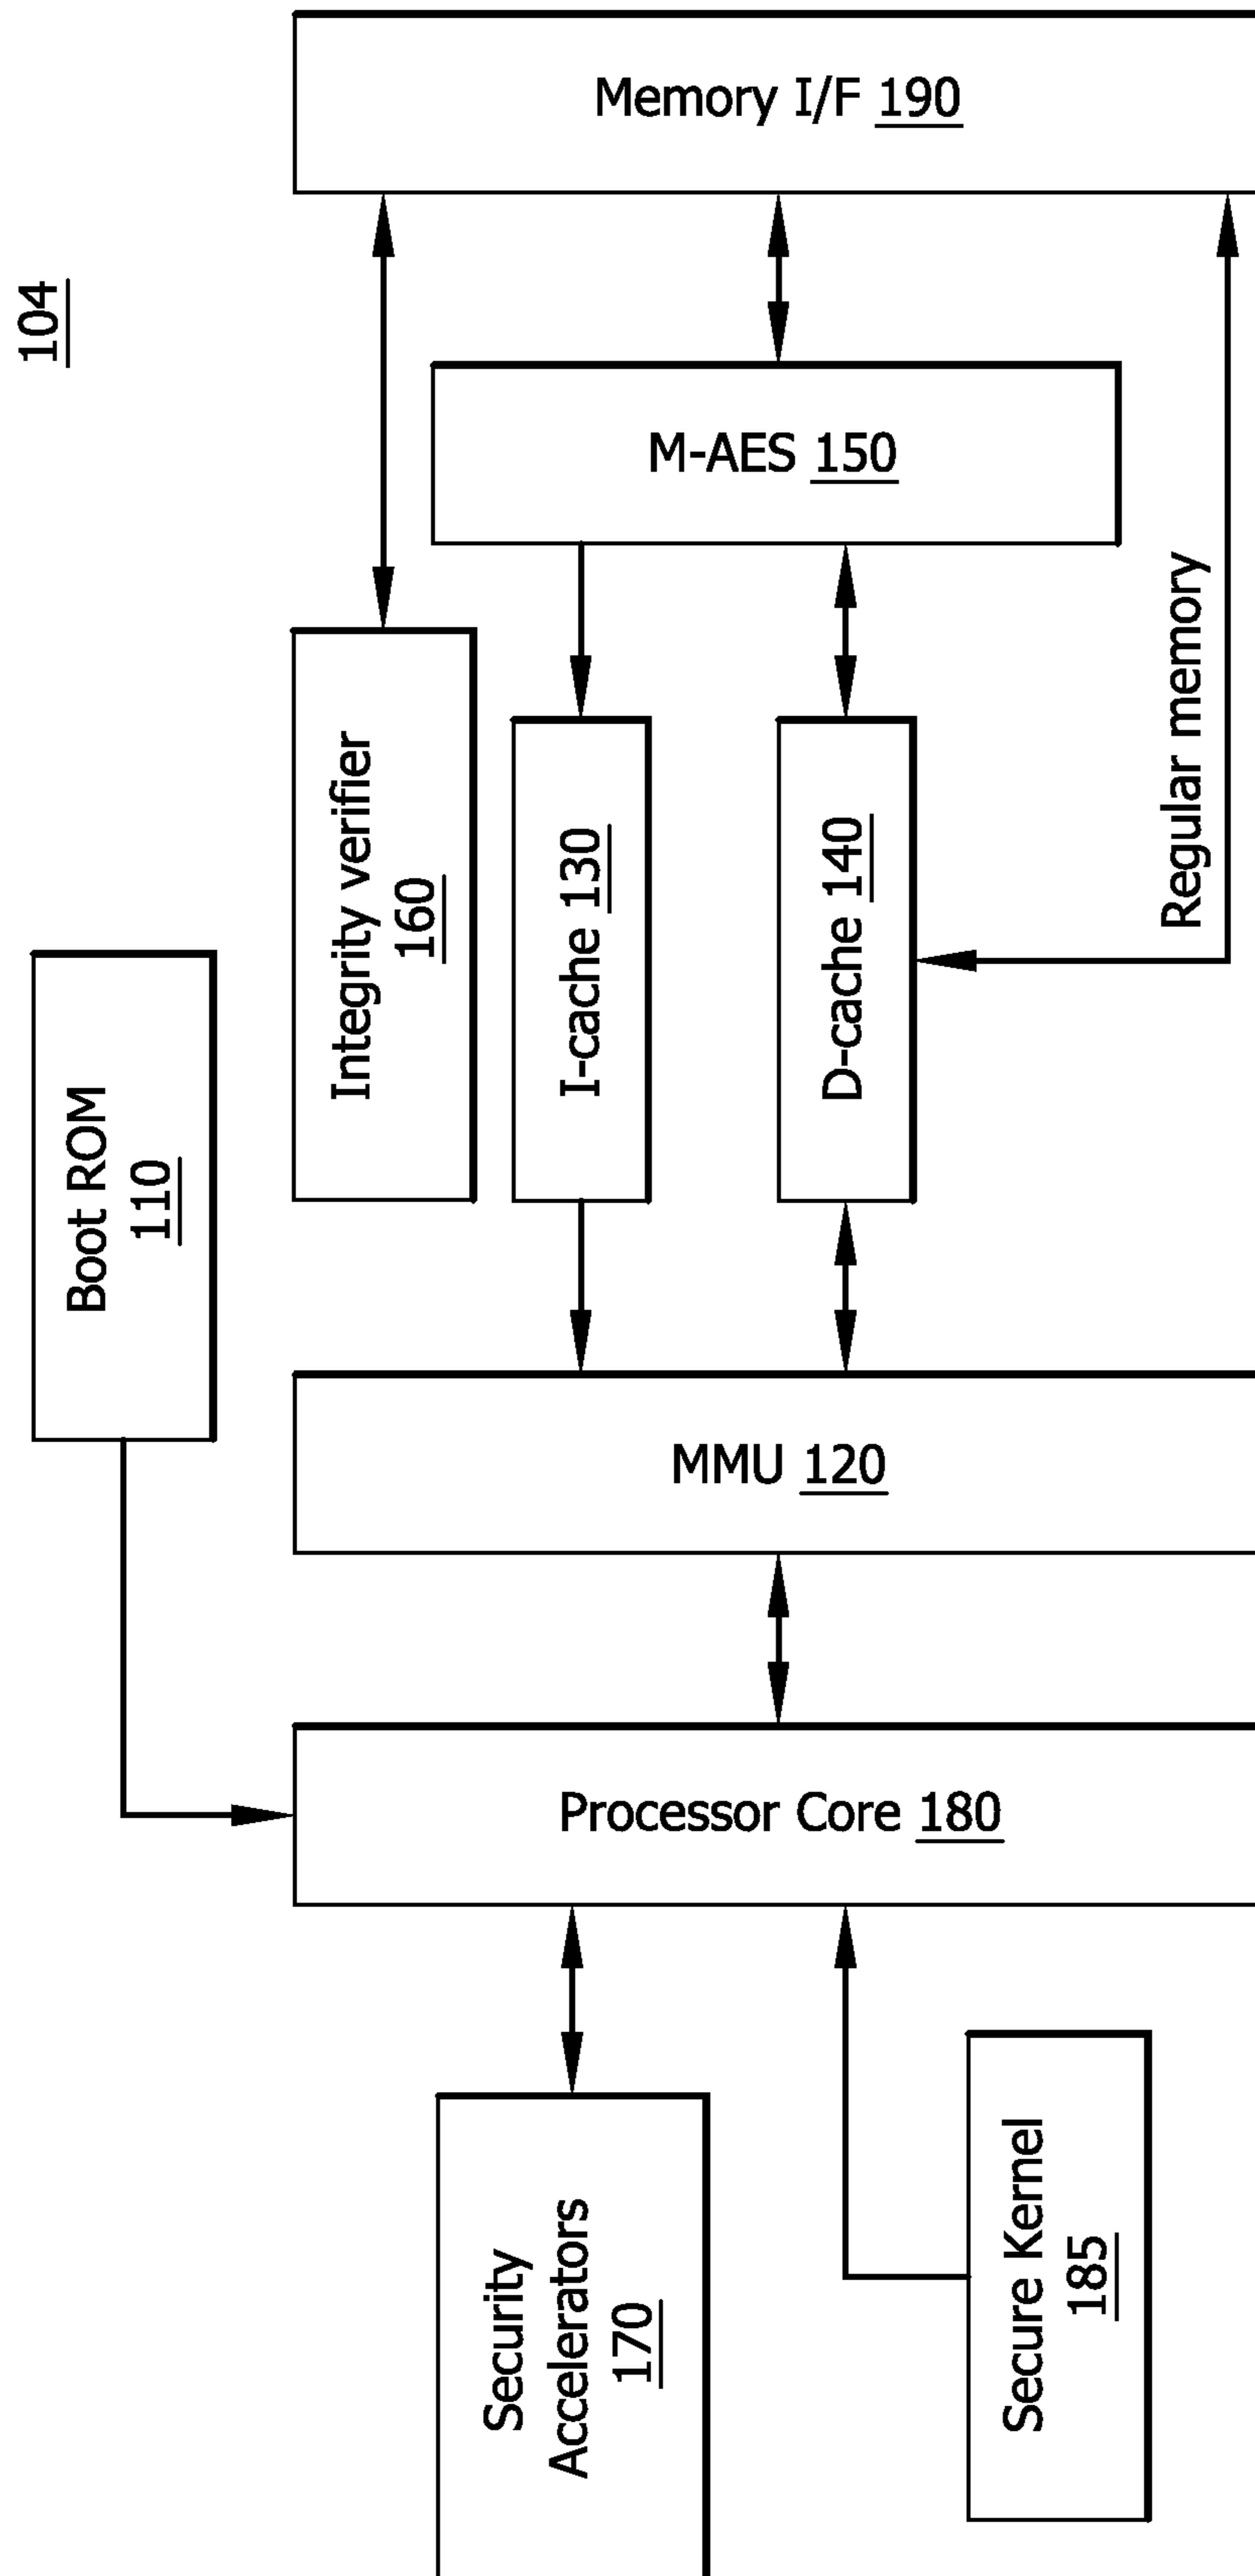 104
Memory I/F 190
M-AES 150
Regular memory
Integrity verifier
160
I-cache 130
D-cache 140
Boot ROM
110
MMU 120
Processor Core 180
Security
Accelerators
170
Secure Kernel
185